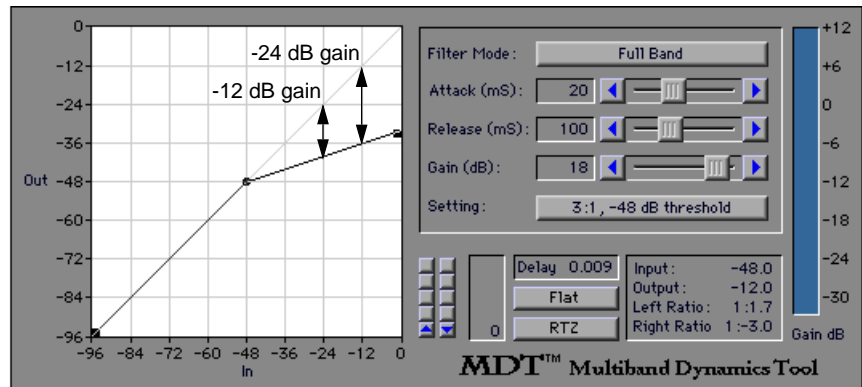 0
-12
-24
-36
Out -48
-60
-72
-84
-96
-96 -84 -72 -60 -48 -36 -24 -12 0
In
-24 dB gain
-12 dB gain
Filter Mode: Full Band
Attack (mS): 20
Release (mS): 100
Gain (dB): 18
Setting: 3:1, -48 dB threshold
0
Delay 0.009
Flat
RTZ
Input: -48.0
Output: -12.0
Left Ratio: 1:1.7
Right Ratio 1:-3.0
+12
+6
0
-6
-12
-18
-24
-30
Gain dB
MDT™ Multiband Dynamics Tool